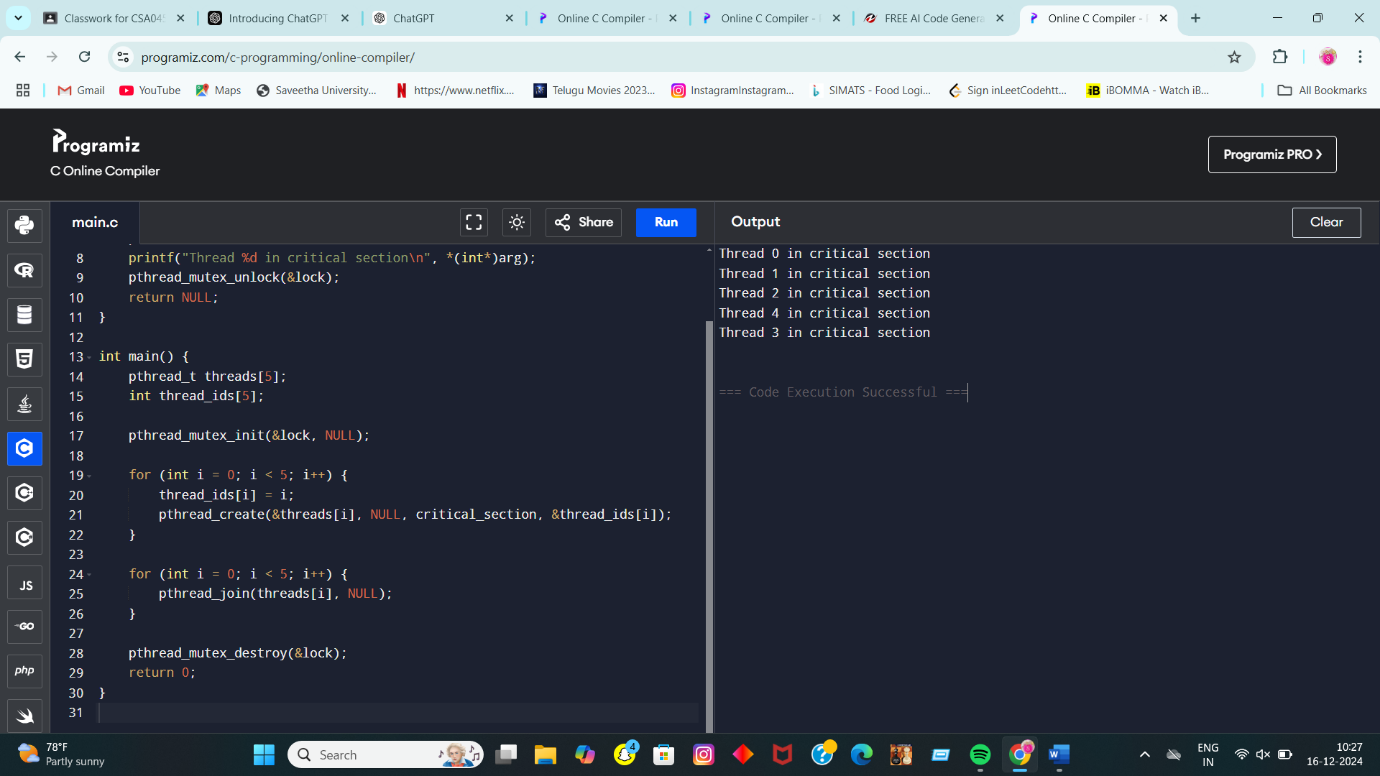 Classwork for CSA04
Introducing ChatGPT
ChatGPT
Online C Compiler -
Online C Compiler -
FREE AI Code Genera
Online C Compiler -
programiz.com/c-programming/online-compiler/
Gmail
YouTube
Maps
Saveetha University...
https://www.netflix....
Telugu Movies 2023...
InstagramInstagram...
SIMATS - Food Logi...
Sign inLeetCodehtt...
iB
iBOMMA - Watch iB...
All Bookmarks
Programiz
C Online Compiler
Programiz PRO >
main.c
Share
Run
Output
Clear
8 printf("Thread %d in critical section\n", *(int*)arg);
9 pthread_mutex_unlock(&lock);
10 return NULL;
11 }
12
13 int main() {
14 pthread_t threads[5];
15 int thread_ids[5];
16
17 pthread_mutex_init(&lock, NULL);
18
19 for (int i = 0; i < 5; i++) {
20 thread_ids[i] = i;
21 pthread_create(&threads[i], NULL, critical_section, &thread_ids[i]);
22 }
23
24 for (int i = 0; i < 5; i++) {
25 pthread_join(threads[i], NULL);
26 }
27
28 pthread_mutex_destroy(&lock);
29 return 0;
30 }
31
Thread 0 in critical section
Thread 1 in critical section
Thread 2 in critical section
Thread 4 in critical section
Thread 3 in critical section
=== Code Execution Successful ===
JS
GO
php
78°F
Partly sunny
Search
4
ENG
IN
10:27
16-12-2024